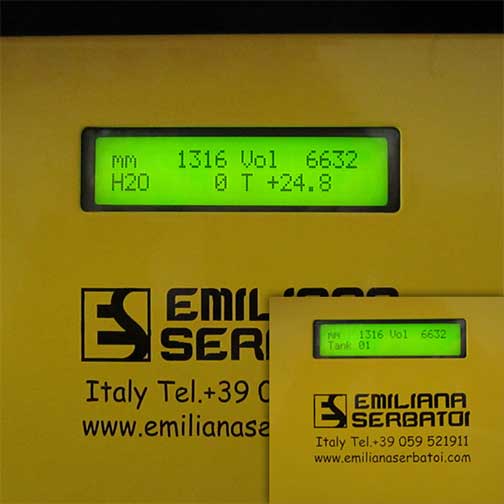 mm 1316 Vol 6632
H2O 0 T +24.8
EMILIANA
SERBATOI
Italy Tel.+39 0
www.emilianase
mm 1316 Vol 6632
Tank 01
EMILIANA
SERBATOI
Italy Tel.+39 059 521911
www.emilianaserbatoi.com